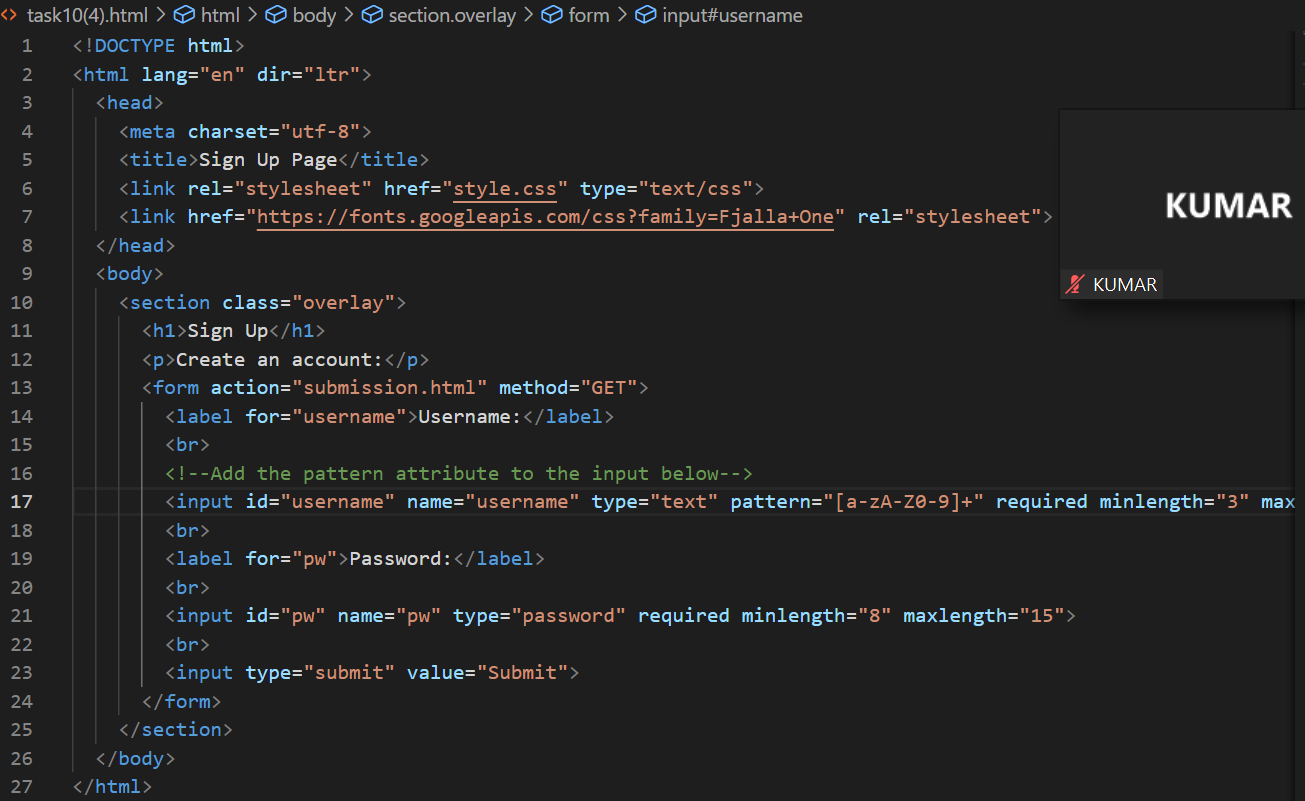 task10(4).html > html > body > section.overlay > form > input#username
1 <!DOCTYPE html>
2 <html lang="en" dir="ltr">
3 <head>
4 <meta charset="utf-8">
5 <title>Sign Up Page</title>
6 <link rel="stylesheet" href="style.css" type="text/css">
7 <link href="https://fonts.googleapis.com/css?family=Fjalla+One" rel="stylesheet">
8 </head>
9 <body>
10 <section class="overlay">
11 <h1>Sign Up</h1>
12 <p>Create an account:</p>
13 <form action="submission.html" method="GET">
14 <label for="username">Username:</label>
15 <br>
16 <!--Add the pattern attribute to the input below-->
17 <input id="username" name="username" type="text" pattern="[a-zA-Z0-9]+" required minlength="3" max
18 <br>
19 <label for="pw">Password:</label>
20 <br>
21 <input id="pw" name="pw" type="password" required minlength="8" maxlength="15">
22 <br>
23 <input type="submit" value="Submit">
24 </form>
25 </section>
26 </body>
27 </html>
KUMAR
KUMAR